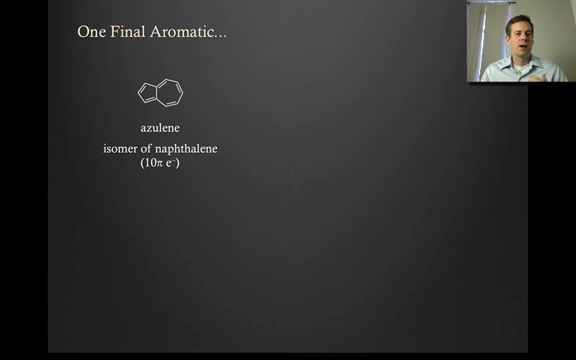 One Final Aromatic...
azulene
isomer of naphthalene
(10π e⁻)